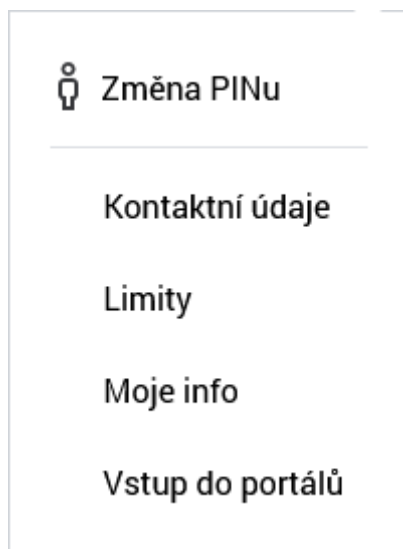 Změna PINu
Kontaktní údaje
Limity
Moje info
Vstup do portálů